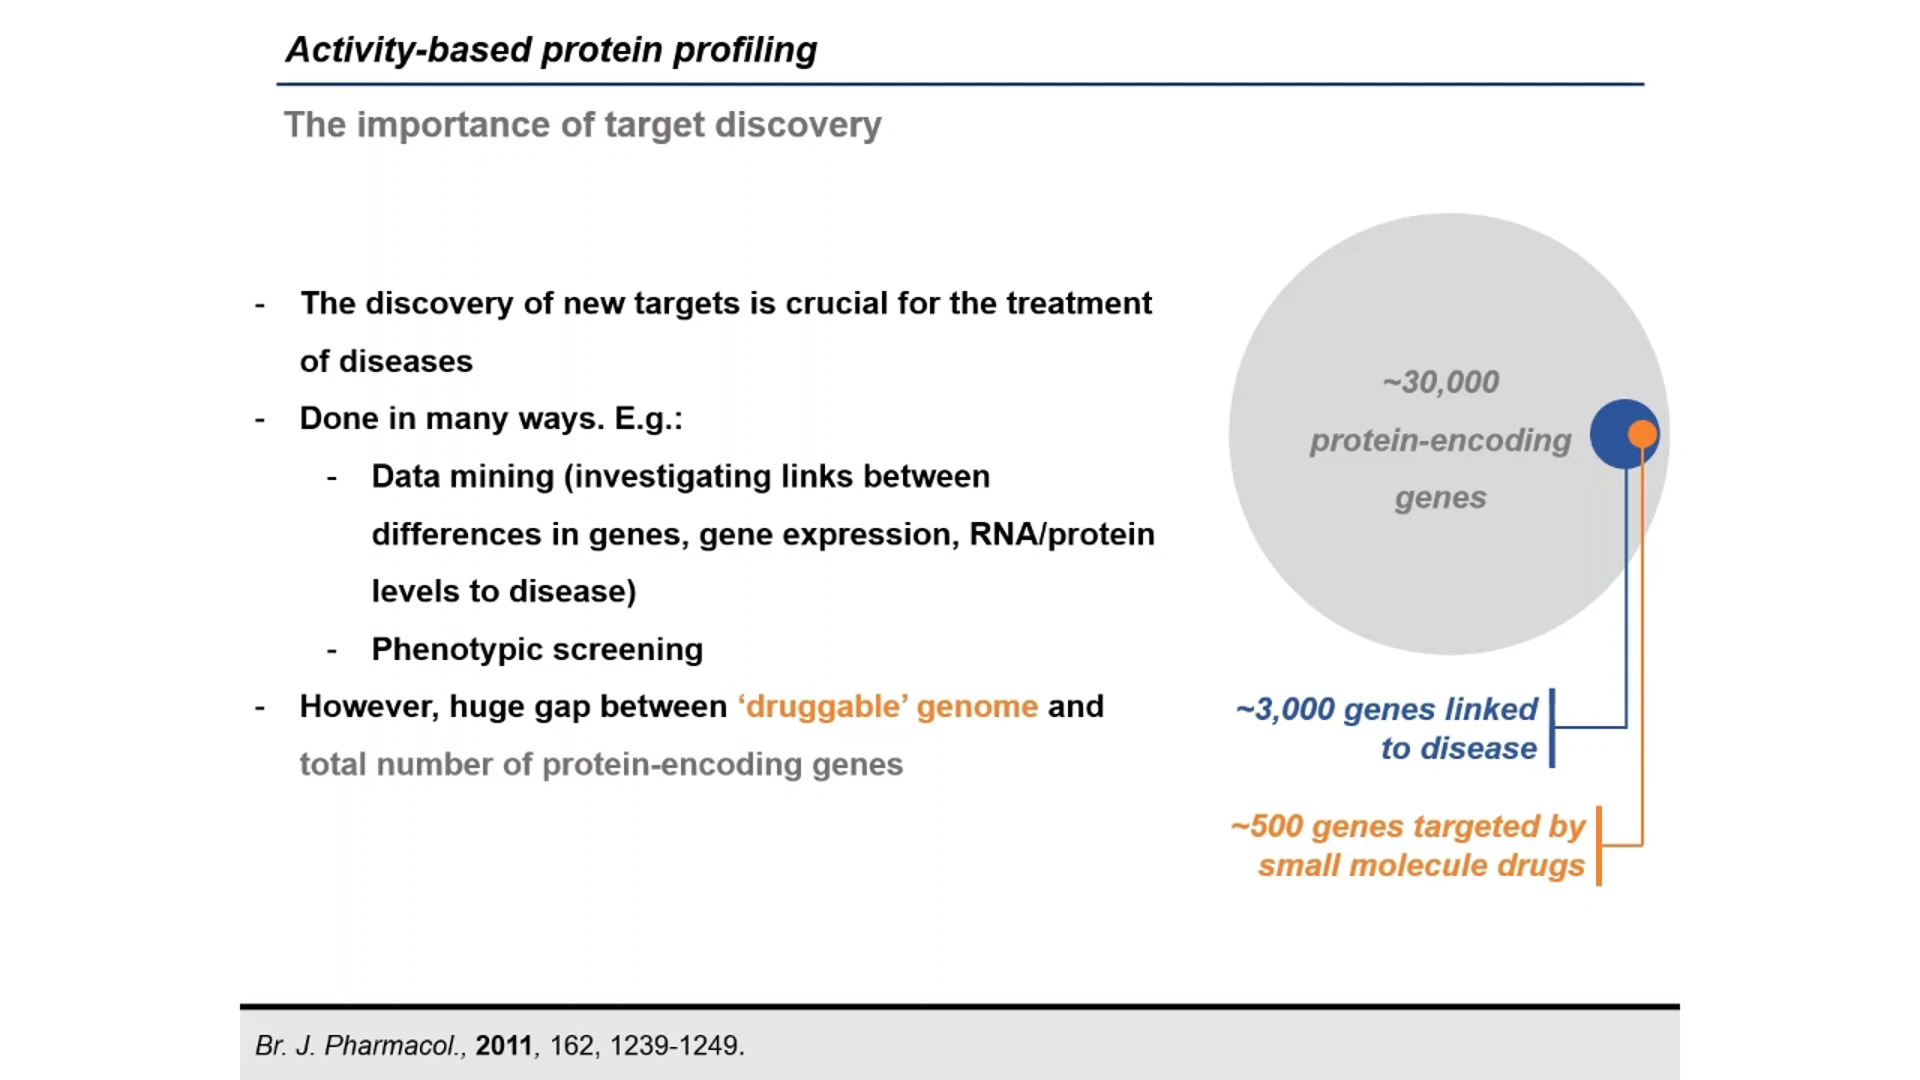 Activity-based protein profiling
The importance of target discovery
- The discovery of new targets is crucial for the treatment
of diseases
- Done in many ways. E.g.:
- Data mining (investigating links between
differences in genes, gene expression, RNA/protein
levels to disease)
- Phenotypic screening
- However, huge gap between ‘druggable’ genome and
total number of protein-encoding genes
~30,000
protein-encoding
genes
~3,000 genes linked
to disease
~500 genes targeted by
small molecule drugs
Br. J. Pharmacol., 2011, 162, 1239-1249.